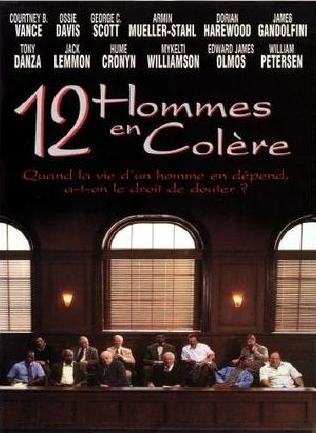 COURTNEY B. OSSIE GEORGE C. ARMIN DORIAN JAMES
VANCE DAVIS SCOTT MUELLER-STAHL HAREWOOD GANDOLFINI
TONY JACK HUME MYKELTI EDWARD JAMES WILLIAM
DANZA LEMMON CRONYN WILLIAMSON OLMOS PETERSEN
12 Hommes
en
Colère
Quand la vie d'un homme en dépend,
a-t-on le droit de douter ?